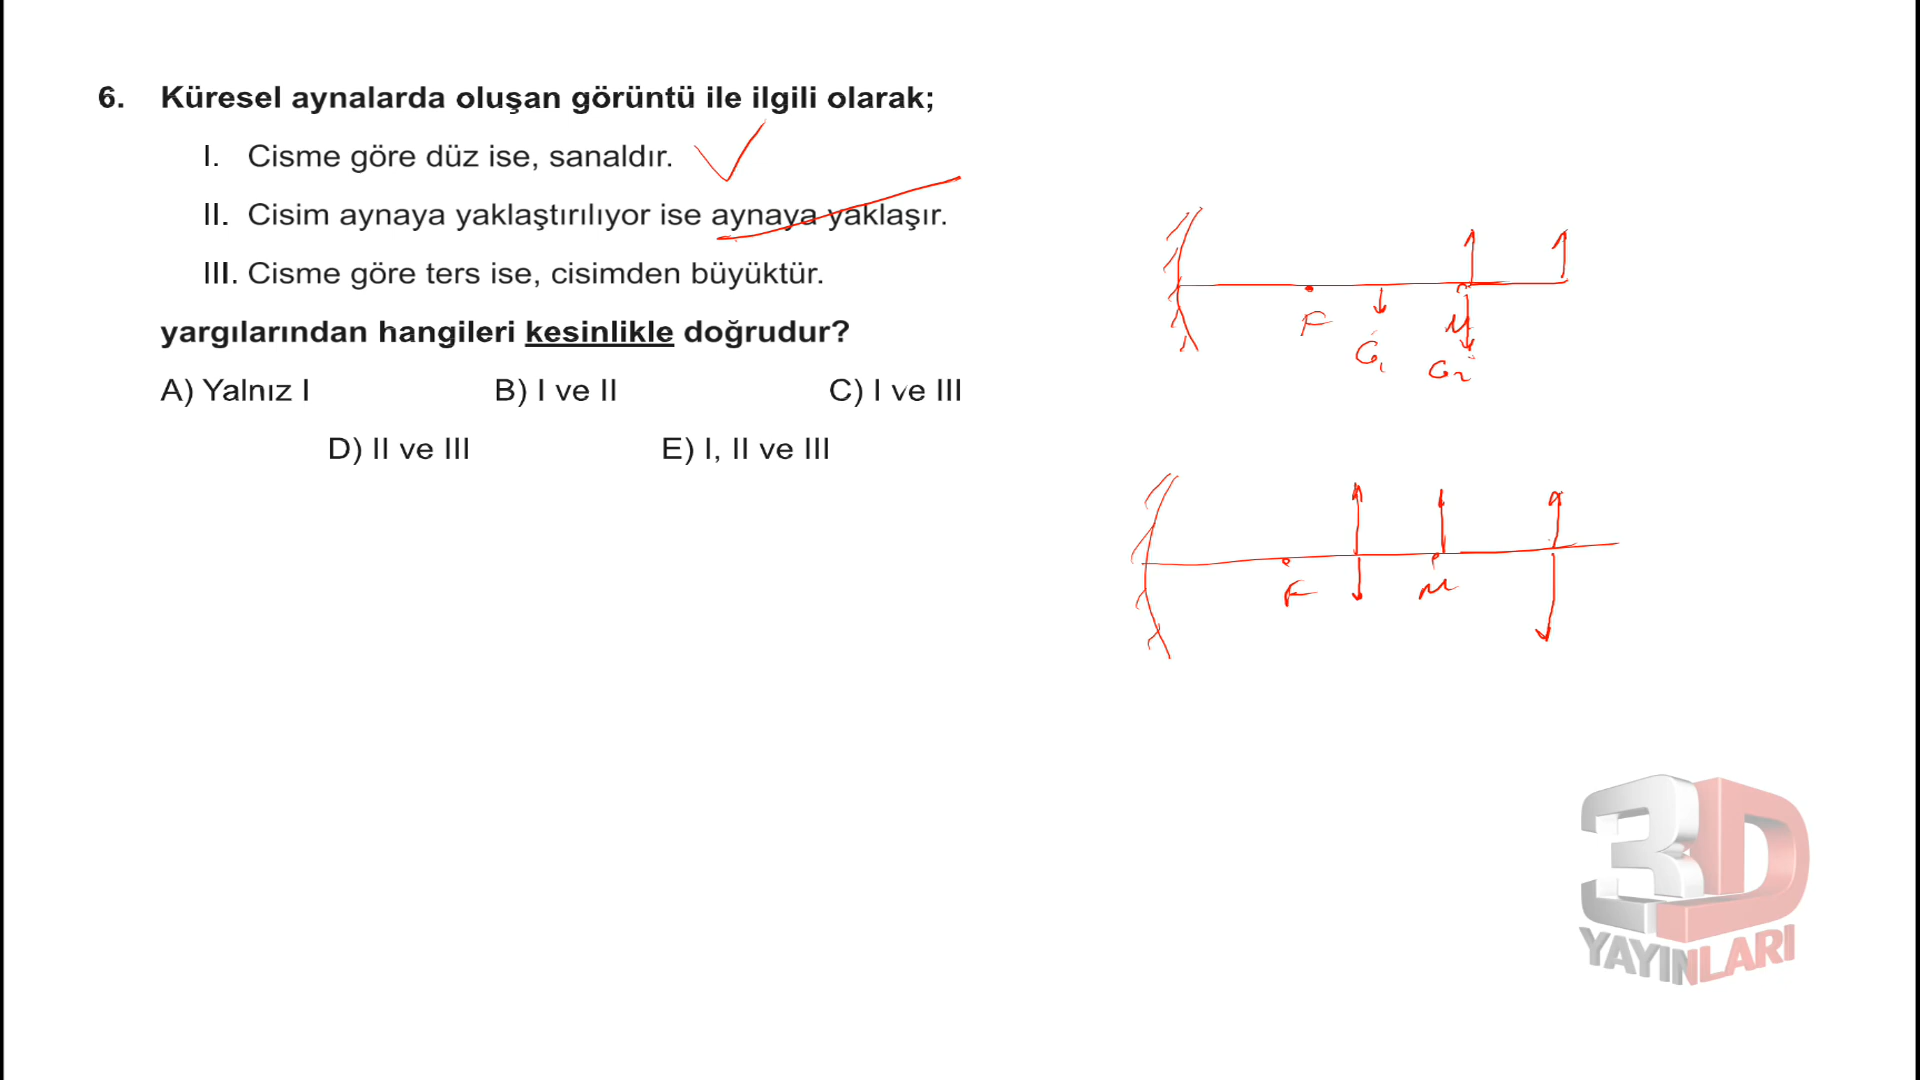 6. Küresel aynalarda oluşan görüntü ile ilgili olarak;
I. Cisme göre düz ise, sanaldır.
II. Cisim aynaya yaklaştırılıyor ise aynaya yaklaşır.
III. Cisme göre ters ise, cisimden büyüktür.
yargılarından hangileri kesinlikle doğrudur?
A) Yalnız I B) I ve II C) I ve III
D) II ve III E) I, II ve III
F G₁ M G₂
F M
3D
YAYINLARI